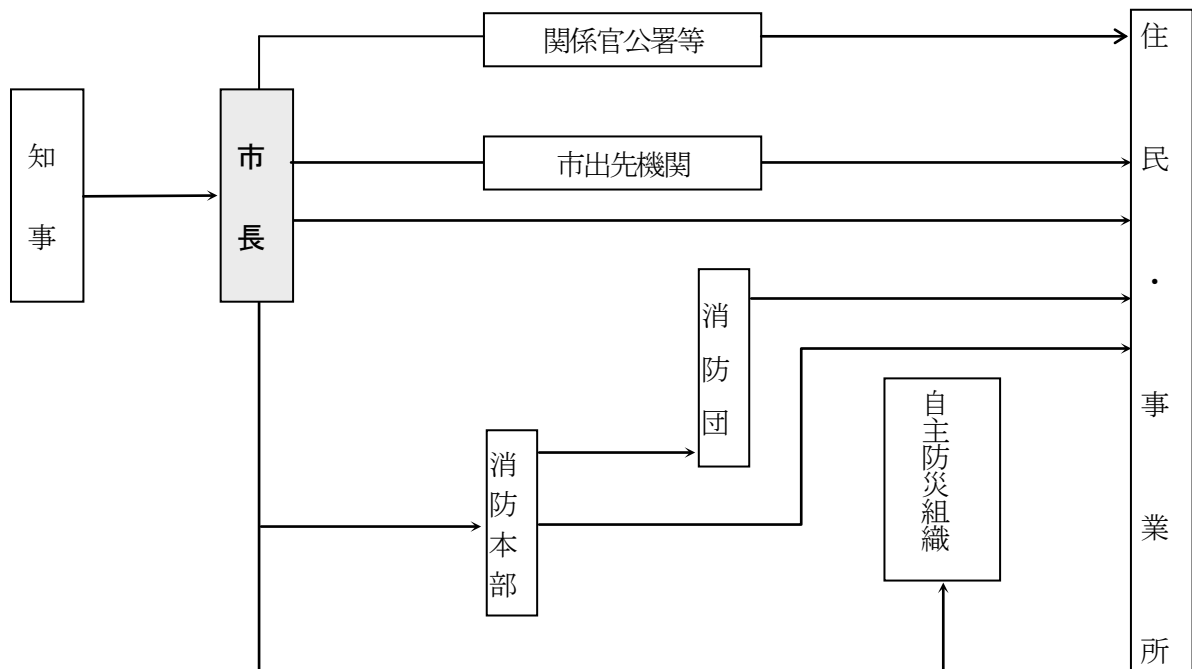 関係官公署等
知事
市長
市出先機関
消防団
消防本部
自主防災組織
住民・事業所